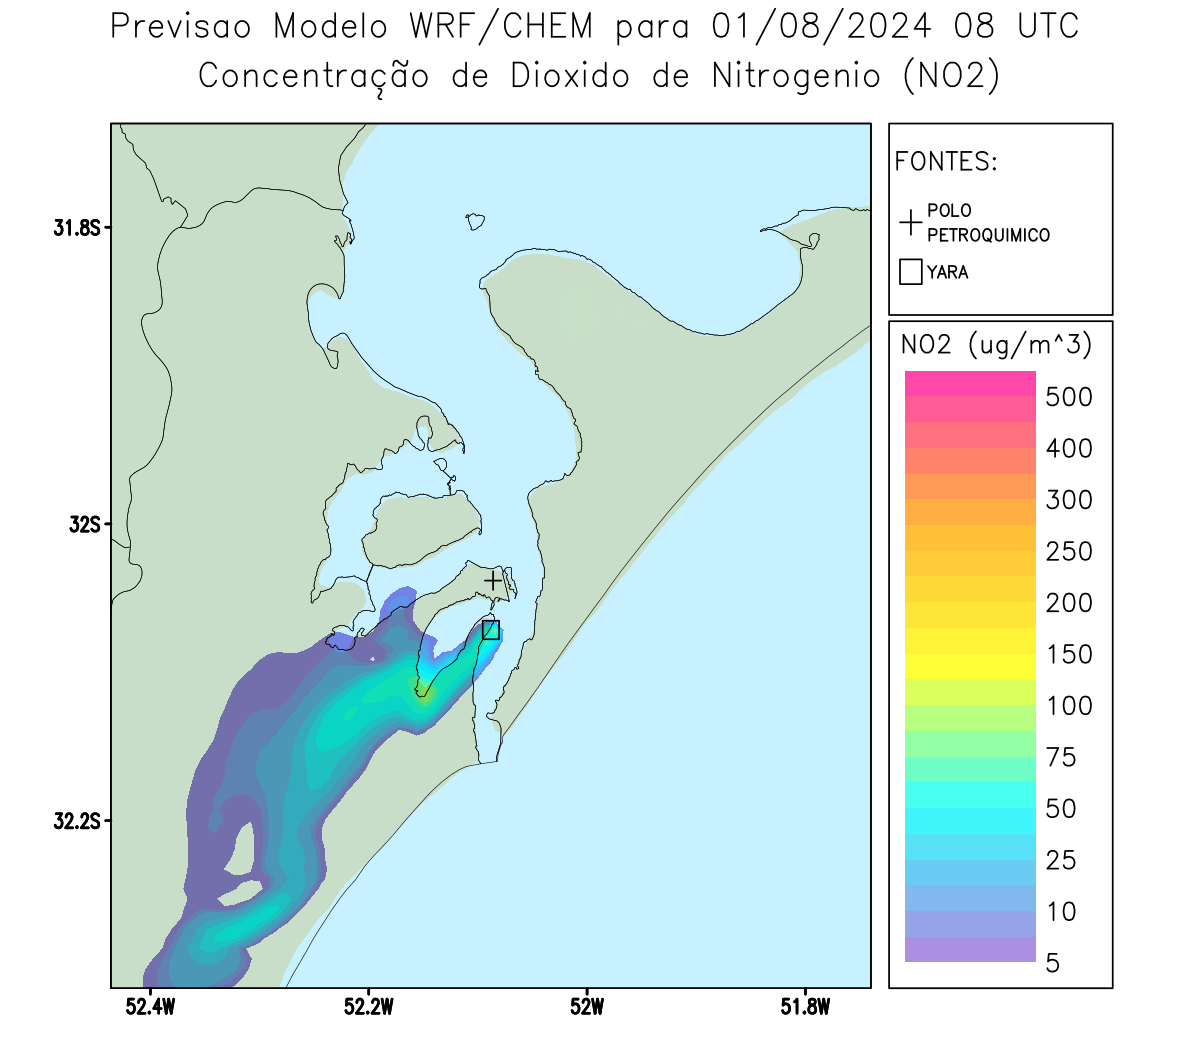 Previsao Modelo WRF/CHEM para 01/08/2024 08 UTC
Concentração de Dioxido de Nitrogenio (NO2)
FONTES:
POLO
PETROQUIMICO
YARA
NO2 (ug/m^3)
500
400
300
250
200
150
100
75
50
25
10
5
31.8S
32S
32.2S
52.4W
52.2W
52W
51.8W